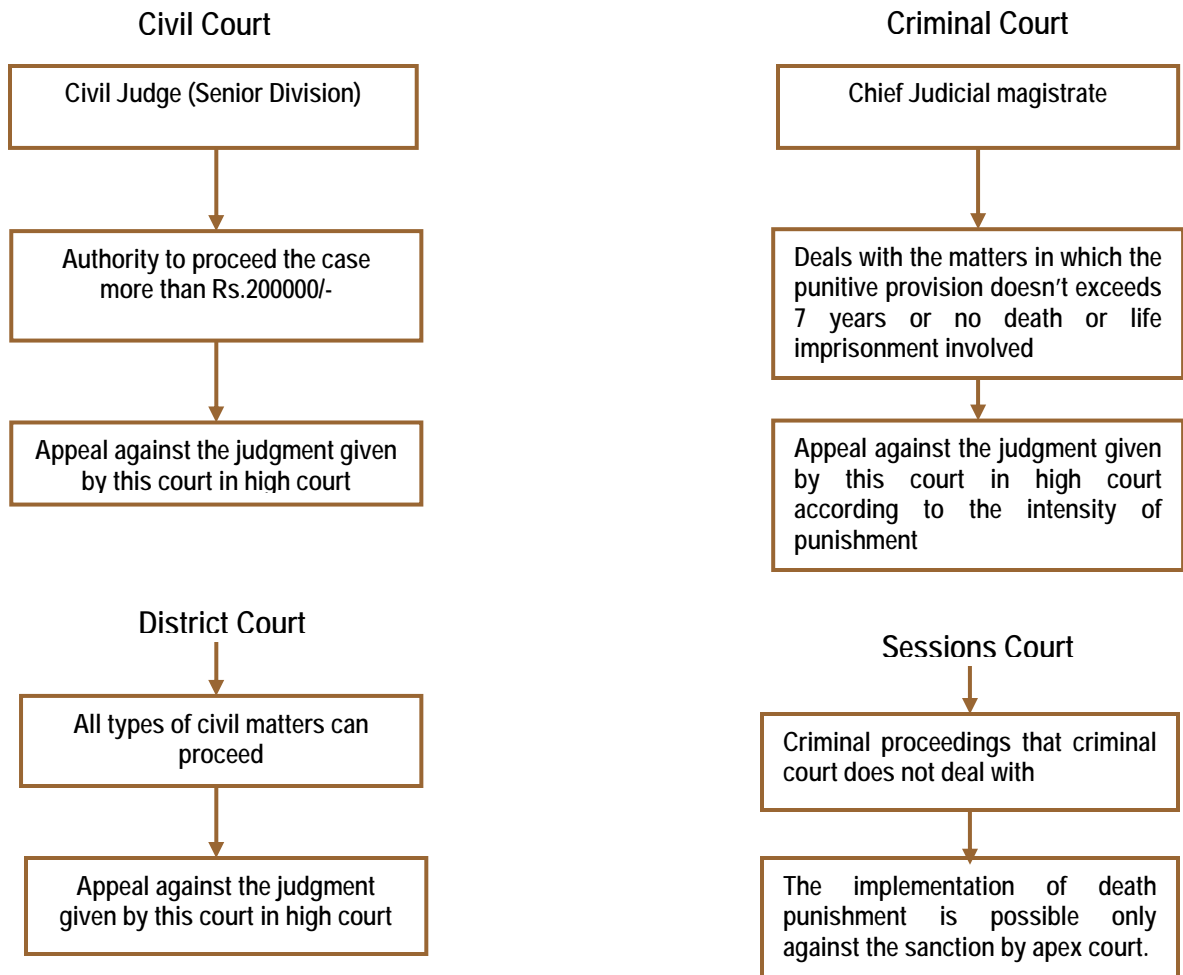 Civil Court
Civil Judge (Senior Division)
Authority to proceed the case
more than Rs.200000/-
Appeal against the judgment given
by this court in high court
Criminal Court
Chief Judicial magistrate
Deals with the matters in which the
punitive provision doesn't exceeds
7 years or no death or life
imprisonment involved
Appeal against the judgment given
by this court in high court
according to the intensity of
punishment
District Court
All types of civil matters can
proceed
Appeal against the judgment
given by this court in high court
Sessions Court
Criminal proceedings that criminal
court does not deal with
The implementation of death
punishment is possible only
against the sanction by apex court.